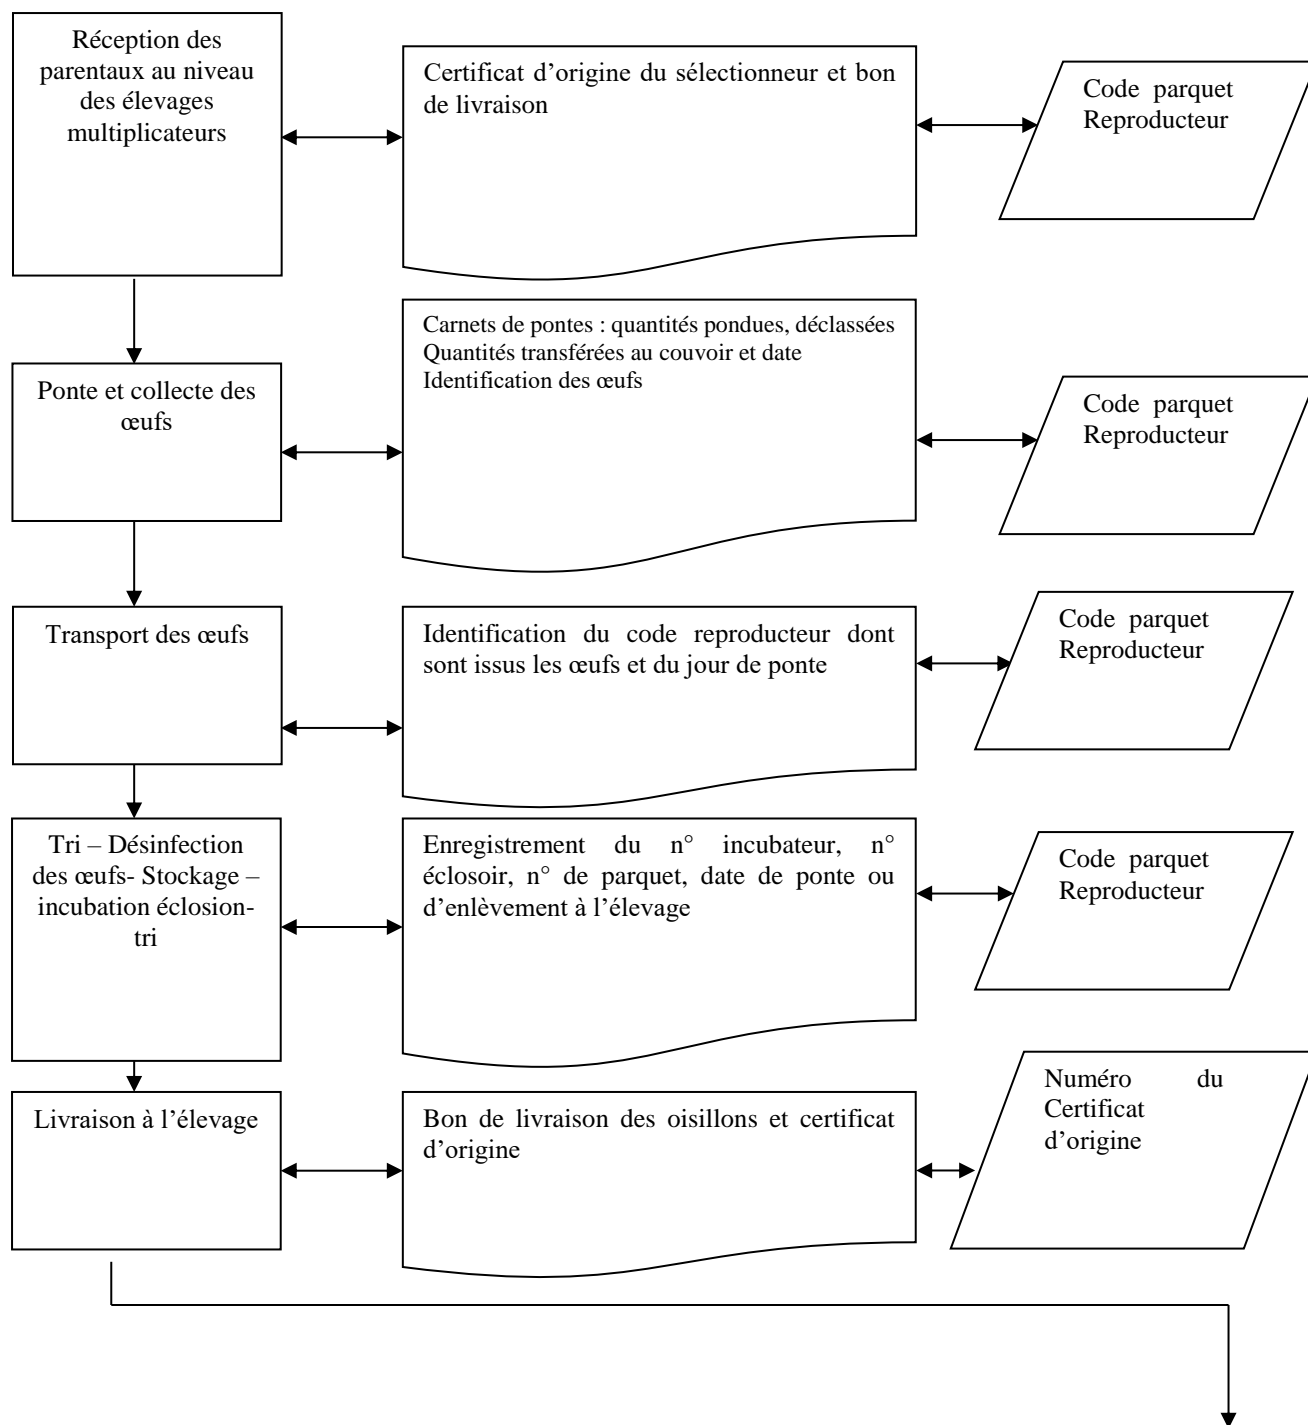 Réception des
parentaux au niveau
des élevages
multiplicateurs
Certificat d’origine du sélectionneur et bon
de livraison
Code parquet
Reproducteur
Ponte et collecte des
œufs
Carnets de pontes : quantités pondues, déclassées
Quantités transférées au couvoir et date
Identification des œufs
Code parquet
Reproducteur
Transport des œufs
Identification du code reproducteur dont
sont issus les œufs et du jour de ponte
Code parquet
Reproducteur
Tri – Désinfection
des œufs- Stockage –
incubation éclosion-
tri
Enregistrement du n° incubateur, n°
éclosoir, n° de parquet, date de ponte ou
d’enlèvement à l’élevage
Code parquet
Reproducteur
Livraison à l’élevage
Bon de livraison des oisillons et certificat
d’origine
Numéro du
Certificat
d’origine